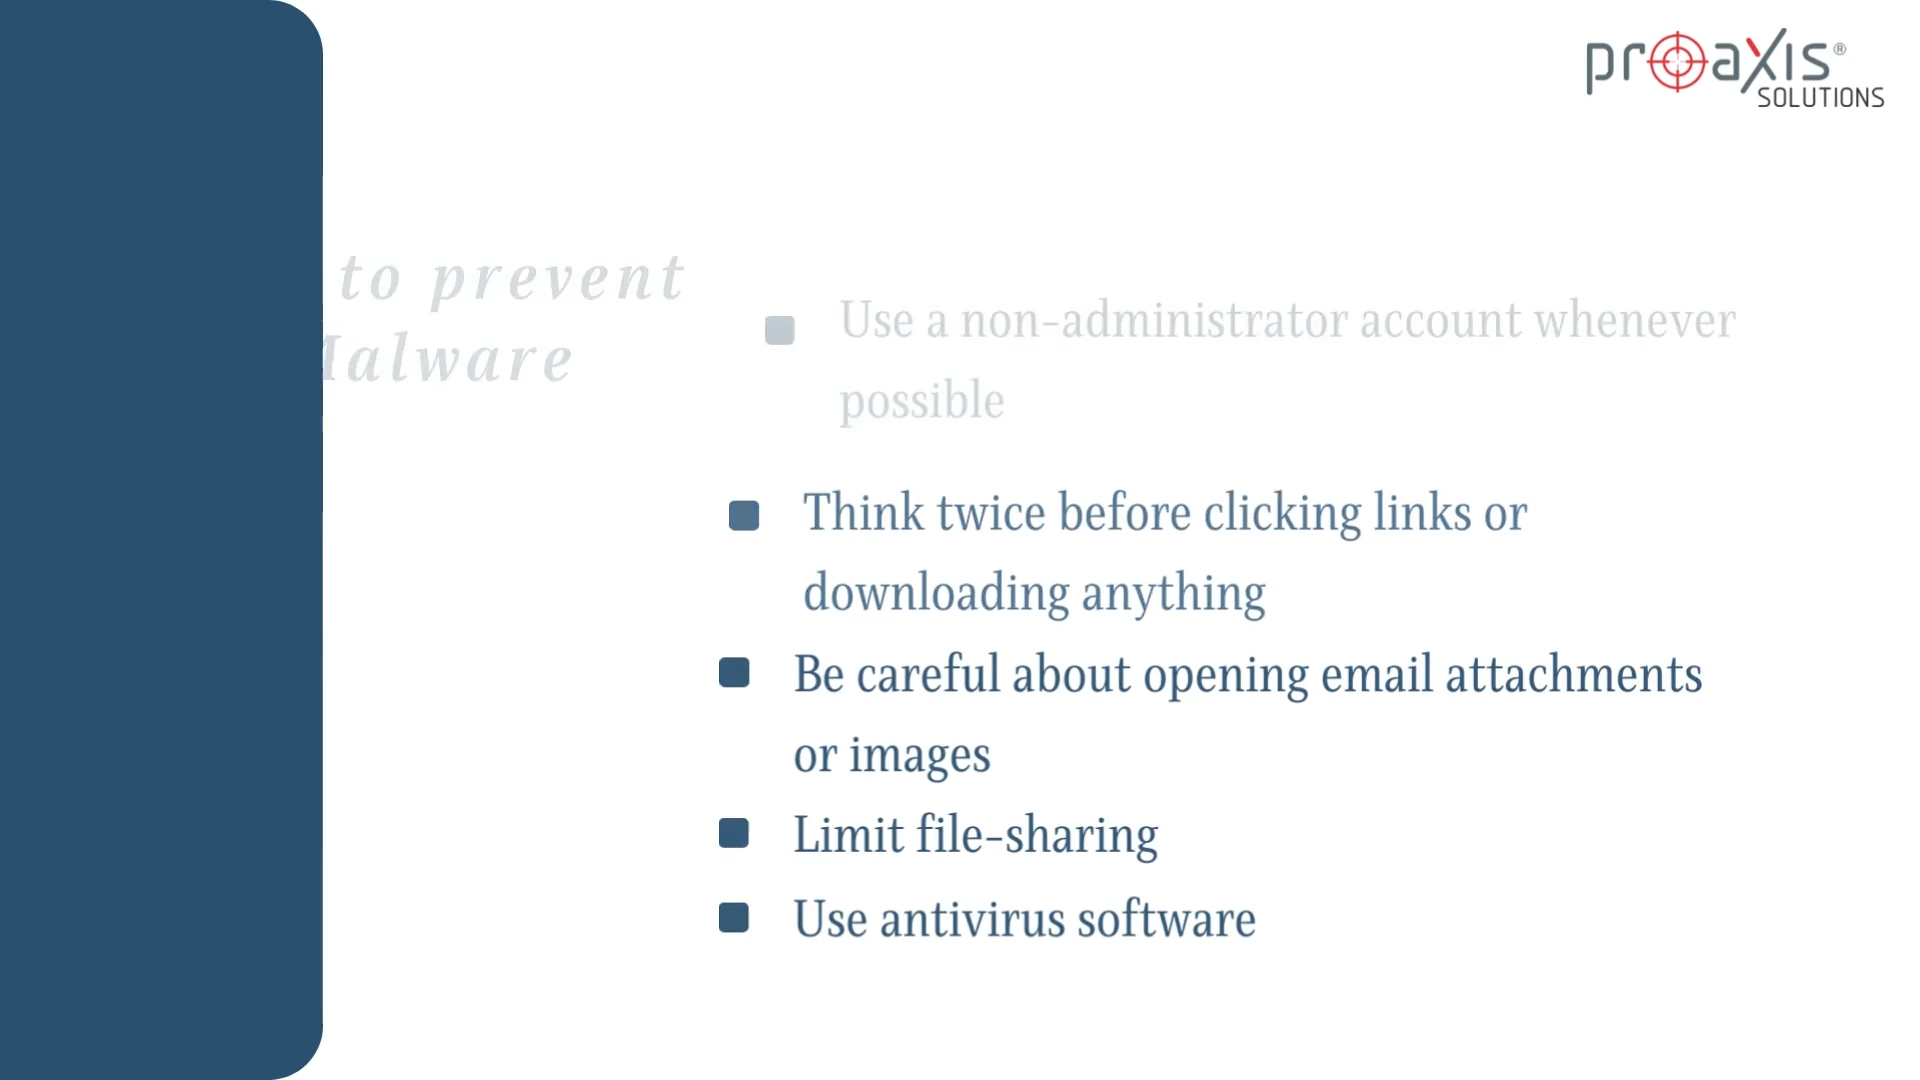 proaxis®
SOLUTIONS
to prevent
Malware
Use a non-administrator account whenever
possible
Think twice before clicking links or
downloading anything
Be careful about opening email attachments
or images
Limit file-sharing
Use antivirus software